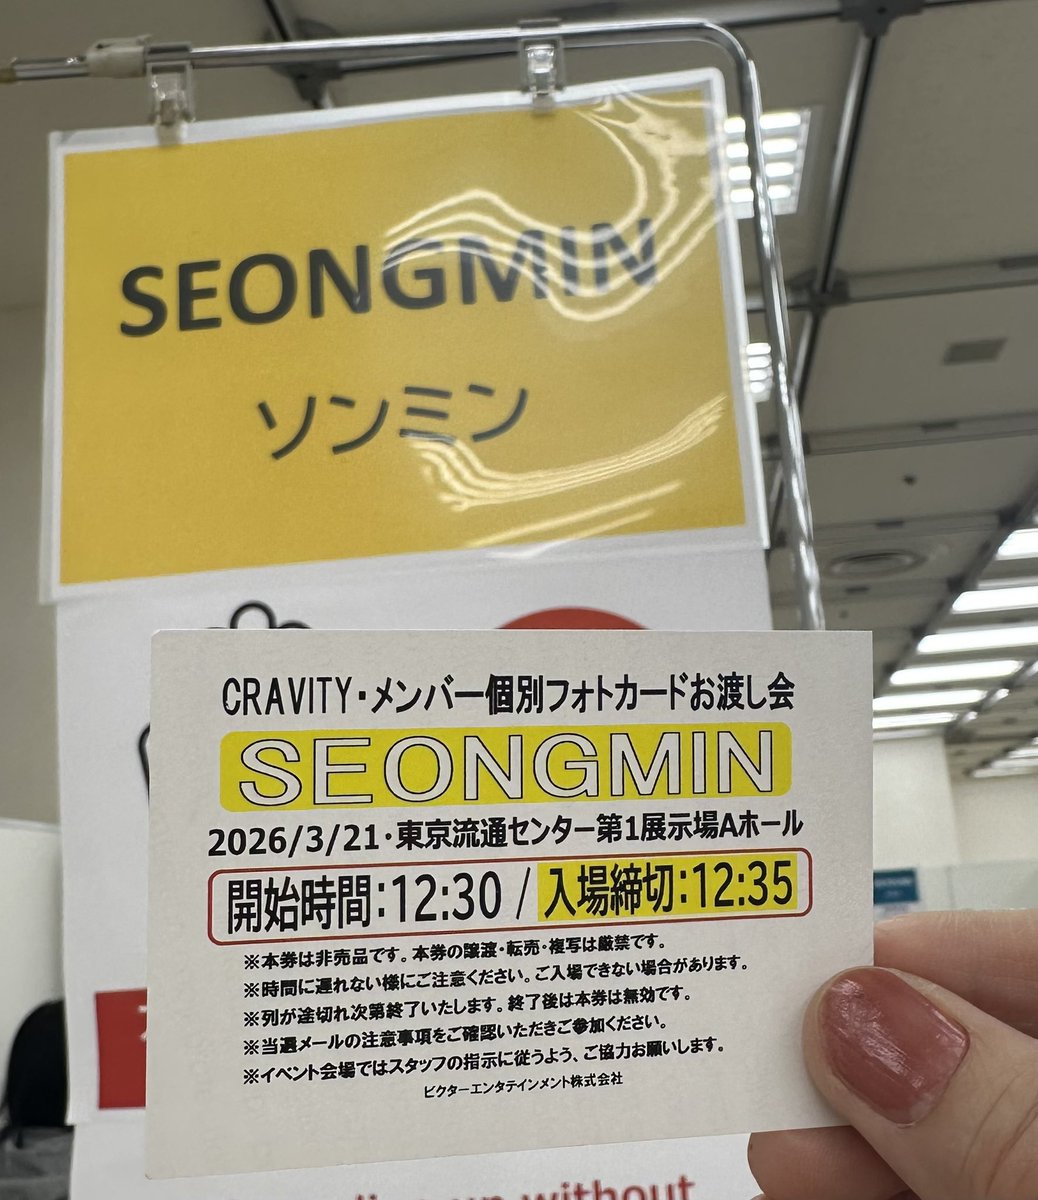 SEONGMIN
ソンミン
CRAVITY・メンバー個別フォトカードお渡し会
SEONGMIN
2026/3/21・東京流通センター第1展示場Aホール
開始時間：12:30 / 入場締切：12:35
※本券は非売品です。本券の譲渡・転売・複写は厳禁です。
※時間に遅れない様にご注意ください。ご入場できない場合があります。
※列が途切れ次第終了いたします。終了後は本券は無効です。
※当選メールの注意事項をご確認いただきご参加ください。
※イベント会場ではスタッフの指示に従うよう、ご協力お願いします。
ビクターエンタテインメント株式会社
without